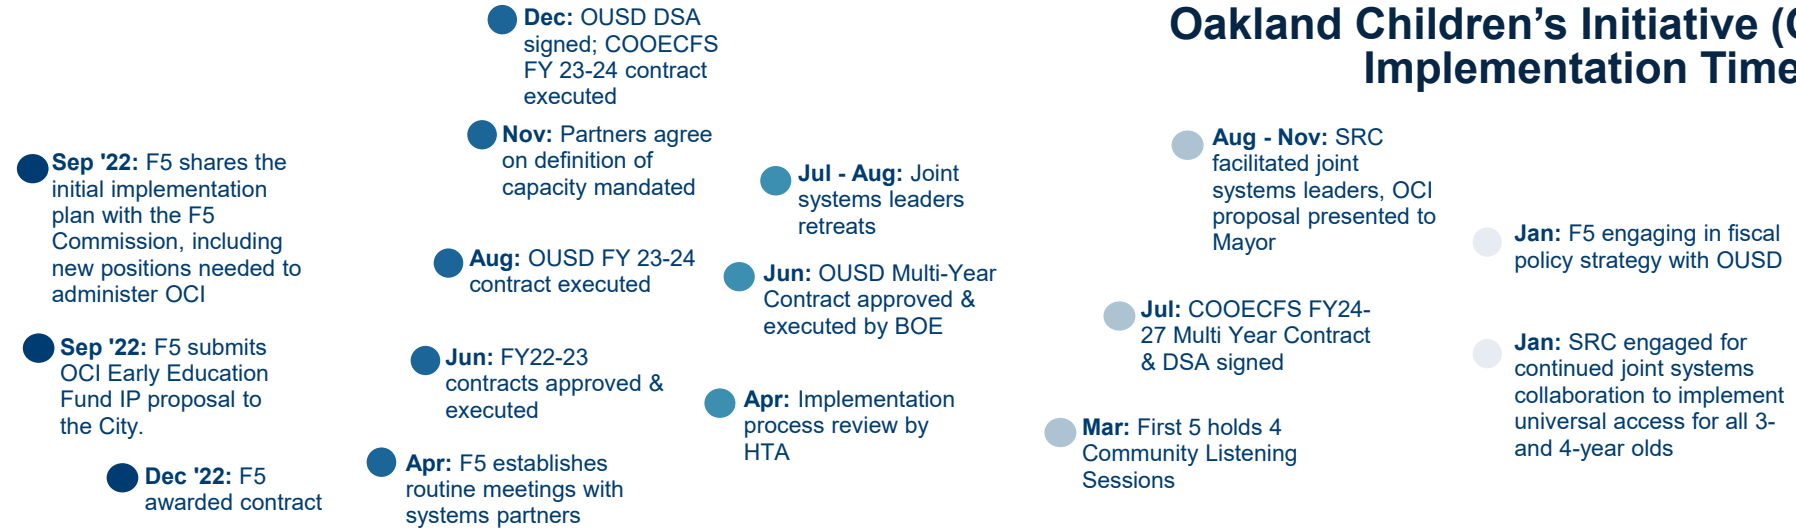 Oakland Children's Initiative (
Implementation Time
Sep '22: F5 shares the
initial implementation
plan with the F5
Commission, including
new positions needed to
administer OCI
Sep '22: F5 submits
OCI Early Education
Fund IP proposal to
the City.
Dec '22: F5
awarded contract
Dec: OUSD DSA
signed; COOECFS
FY 23-24 contract
executed
Nov: Partners agree
on definition of
capacity mandated
Aug: OUSD FY 23-24
contract executed
Jun: FY22-23
contracts approved &
executed
Apr: F5 establishes
routine meetings with
systems partners
Jul - Aug: Joint
systems leaders
retreats
Jun: OUSD Multi-Year
Contract approved &
executed by BOE
Apr: Implementation
process review by
HTA
Aug - Nov: SRC
facilitated joint
systems leaders, OCI
proposal presented to
Mayor
Jul: COOECFS FY24-
27 Multi Year Contract
& DSA signed
Mar: First 5 holds 4
Community Listening
Sessions
Jan: F5 engaging in fiscal
policy strategy with OUSD
Jan: SRC engaged for
continued joint systems
collaboration to implement
universal access for all 3-
and 4-year olds